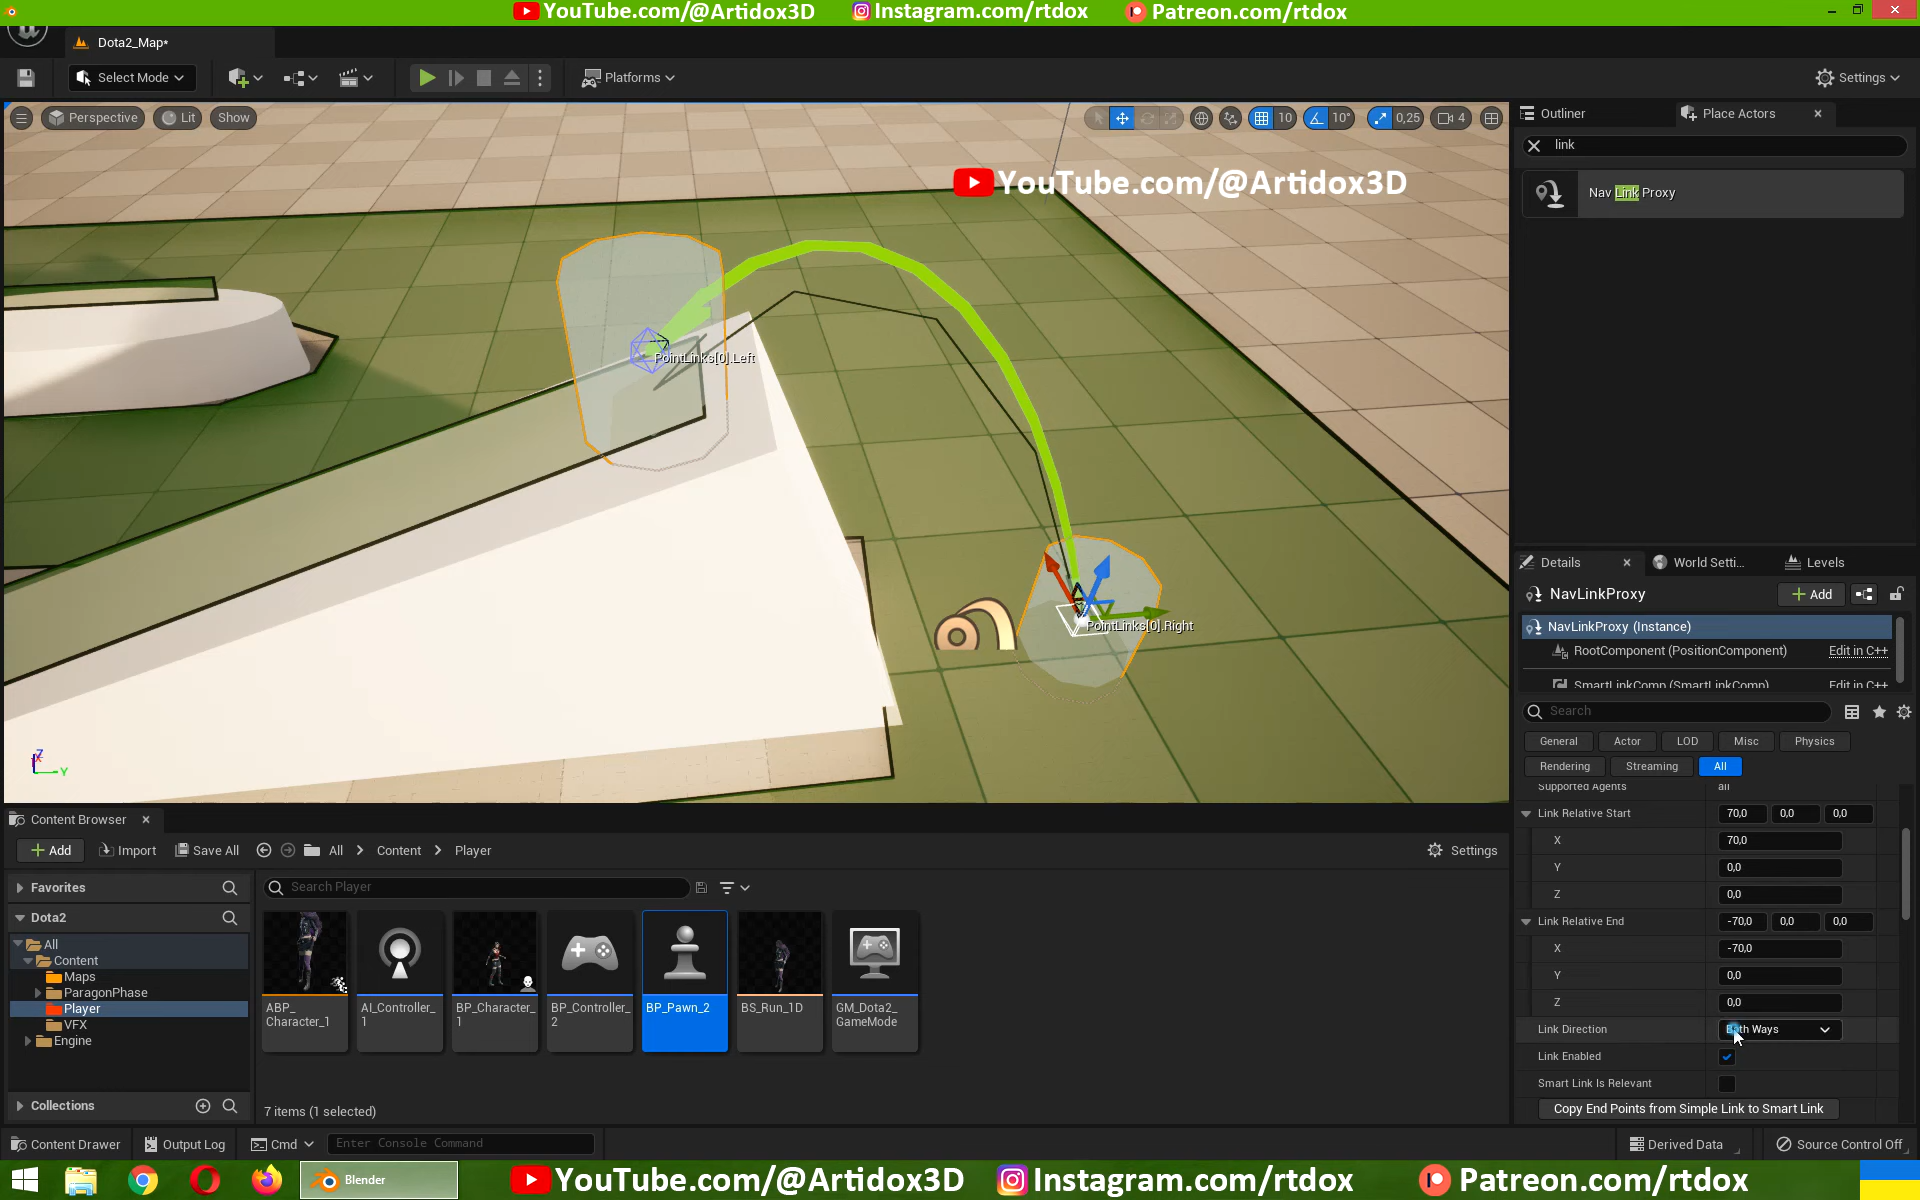 YouTube.com/@Artidox3D
Instagram.com/rtdox
Patreon.com/rtdox
Dota2_Map*
Select Mode
Platforms
Settings
Perspective
Lit
Show
10
10°
0,25
4
YouTube.com/@Artidox3D
PointLinks[0].Left
PointLinks[0].Right
Z
X
Y
Outliner
Place Actors
link
Nav Link Proxy
Details
World Setti...
Levels
NavLinkProxy
Add
NavLinkProxy (Instance)
RootComponent (PositionComponent)
Edit in C++
SmartLinkComp (SmartLinkComp)
Edit in C++
Search
General
Actor
LOD
Misc
Physics
Rendering
Streaming
All
Supported Agents
all
Link Relative Start
70,0
0,0
0,0
X
70,0
Y
0,0
Z
0,0
Link Relative End
-70,0
0,0
0,0
X
-70,0
Y
0,0
Z
0,0
Link Direction
Both Ways
Link Enabled
Smart Link Is Relevant
Copy End Points from Simple Link to Smart Link
Content Browser
Add
Import
Save All
All
Content
Player
Settings
Favorites
Dota2
All
Content
Maps
ParagonPhase
Player
VFX
Engine
Collections
Search Player
ABP_
Character_1
AI_Controller_
1
BP_Character_
1
BP_Controller_
2
BP_Pawn_2
BS_Run_1D
GM_Dota2_
GameMode
7 items (1 selected)
Content Drawer
Output Log
Cmd
Enter Console Command
Derived Data
Source Control Off
Blender
YouTube.com/@Artidox3D
Instagram.com/rtdox
Patreon.com/rtdox